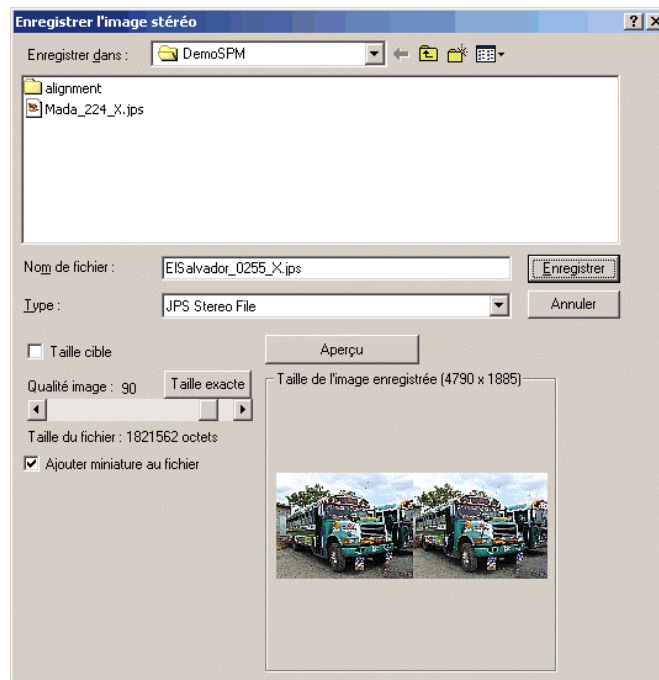 Enregistrer l'image stéréo
Enregistrer dans :
DemoSPM
alignment
Mada_224_X.jps
Nom de fichier :
ElSalvador_0255_X.jps
Enregistrer
Type :
JPS Stereo File
Annuler
Taille cible
Aperçu
Qualité image : 90
Taille exacte
Taille de l'image enregistrée (4790 x 1885)
Taille du fichier : 1821562 octets
Ajouter miniature au fichier